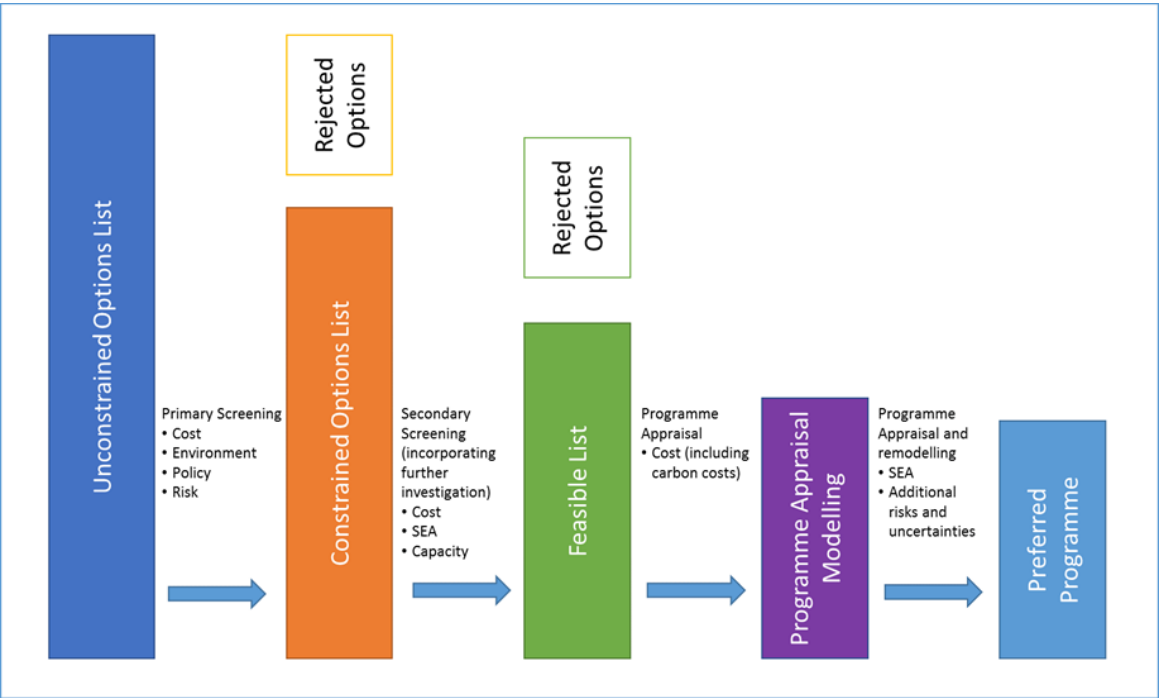 Unconstrained Options List
Primary Screening
• Cost
• Environment
• Policy
• Risk
Rejected
Options
Constrained Options List
Secondary
Screening
(incorporating
further
investigation)
• Cost
• SEA
• Capacity
Rejected
Options
Feasible List
Programme
Appraisal
• Cost (including
carbon costs)
Programme Appraisal
Modelling
Programme
Appraisal and
remodelling
• SEA
• Additional
risks and
uncertainties
Preferred
Programme